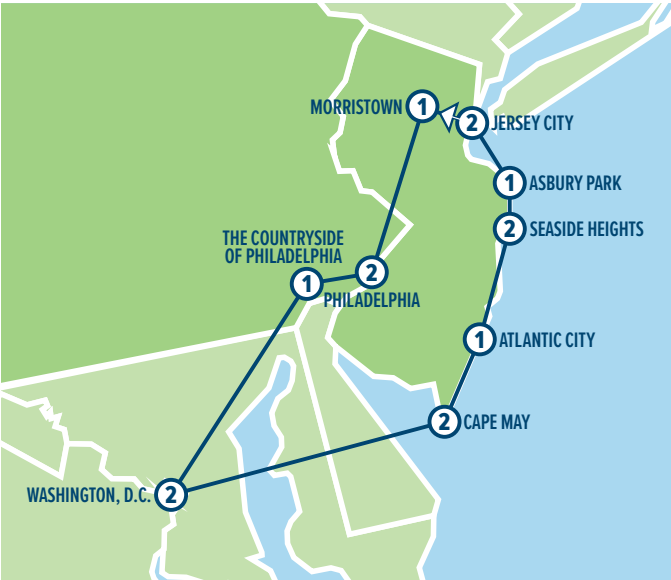 MORRISTOWN 1
2 JERSEY CITY
1 ASBURY PARK
2 SEASIDE HEIGHTS
THE COUNTRYSIDE
OF PHILADELPHIA
1
2
PHILADELPHIA
1 ATLANTIC CITY
2 CAPE MAY
WASHINGTON, D.C. 2